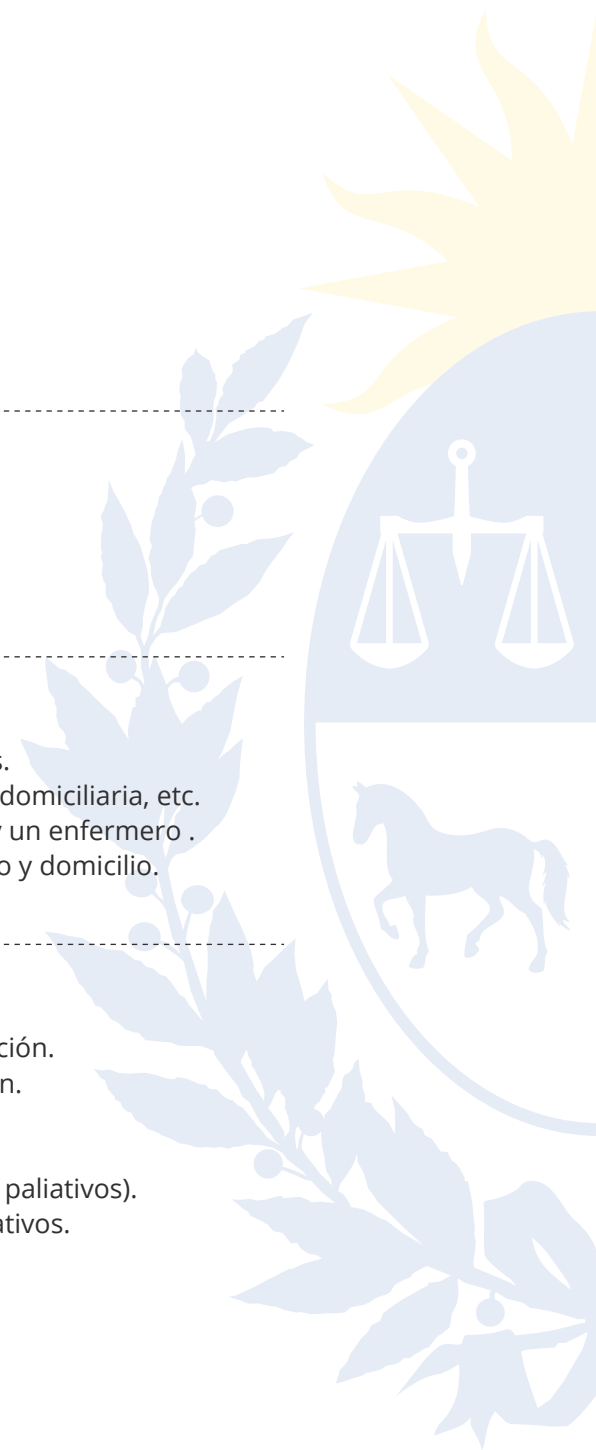 s.
domiciliaria, etc.
y un enfermero .
o y domicilio.
ción.
n.
paliativos).
ativos.